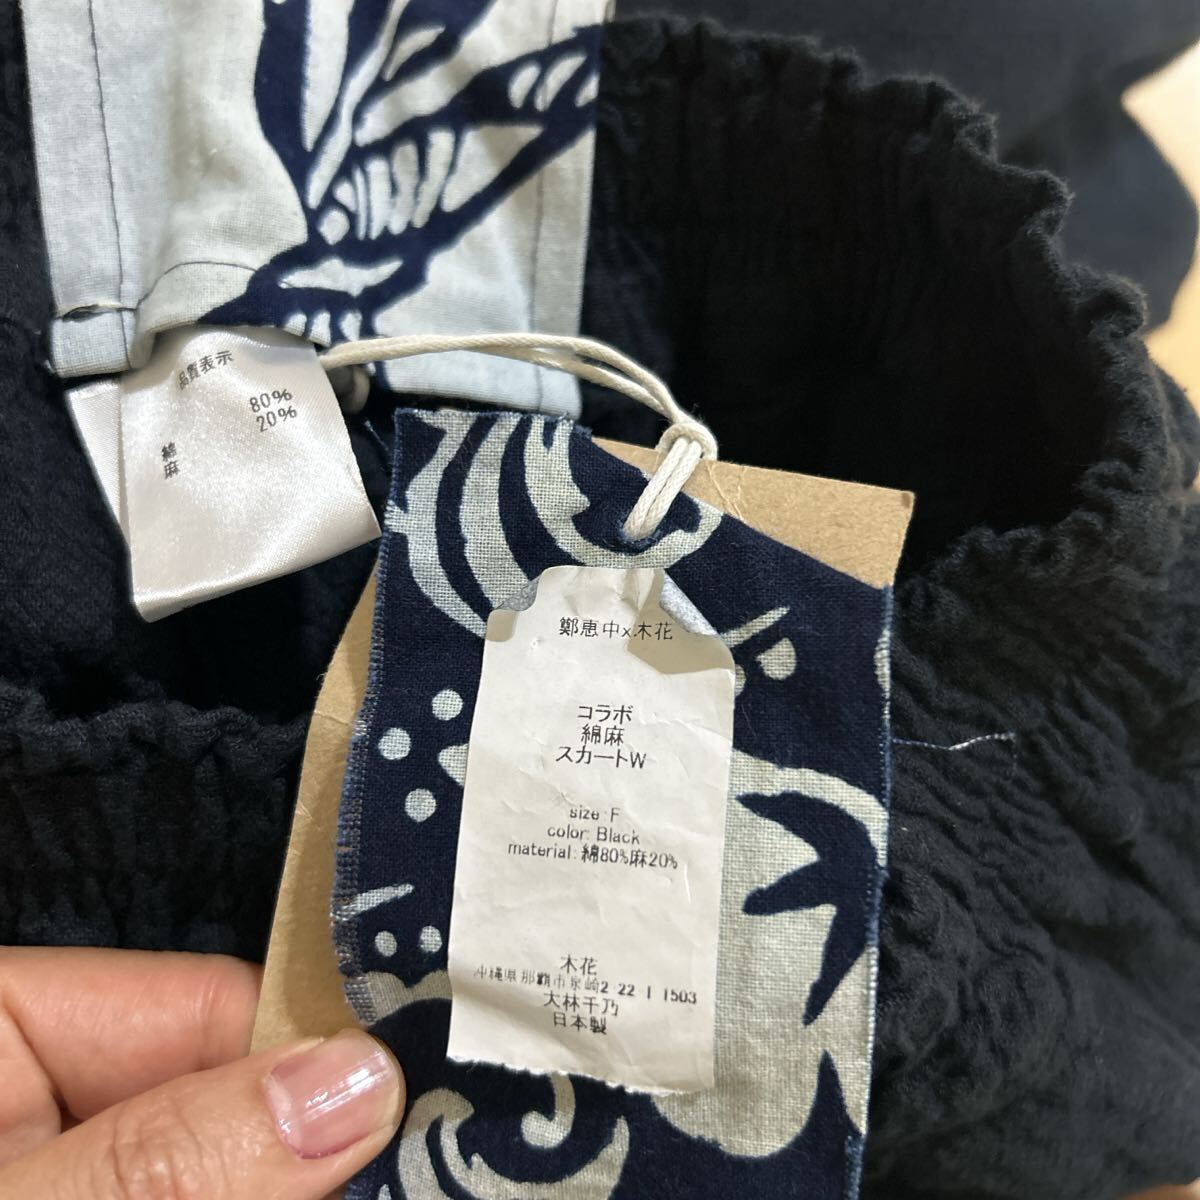 品質表示
綿 80%
麻 20%
鄭恵中x木花
コラボ
綿麻
スカートW
size:F
color: Black
material: 綿80%麻20%
木花
沖縄県那覇市泉崎2 22 1 1503
大林千乃
日本製